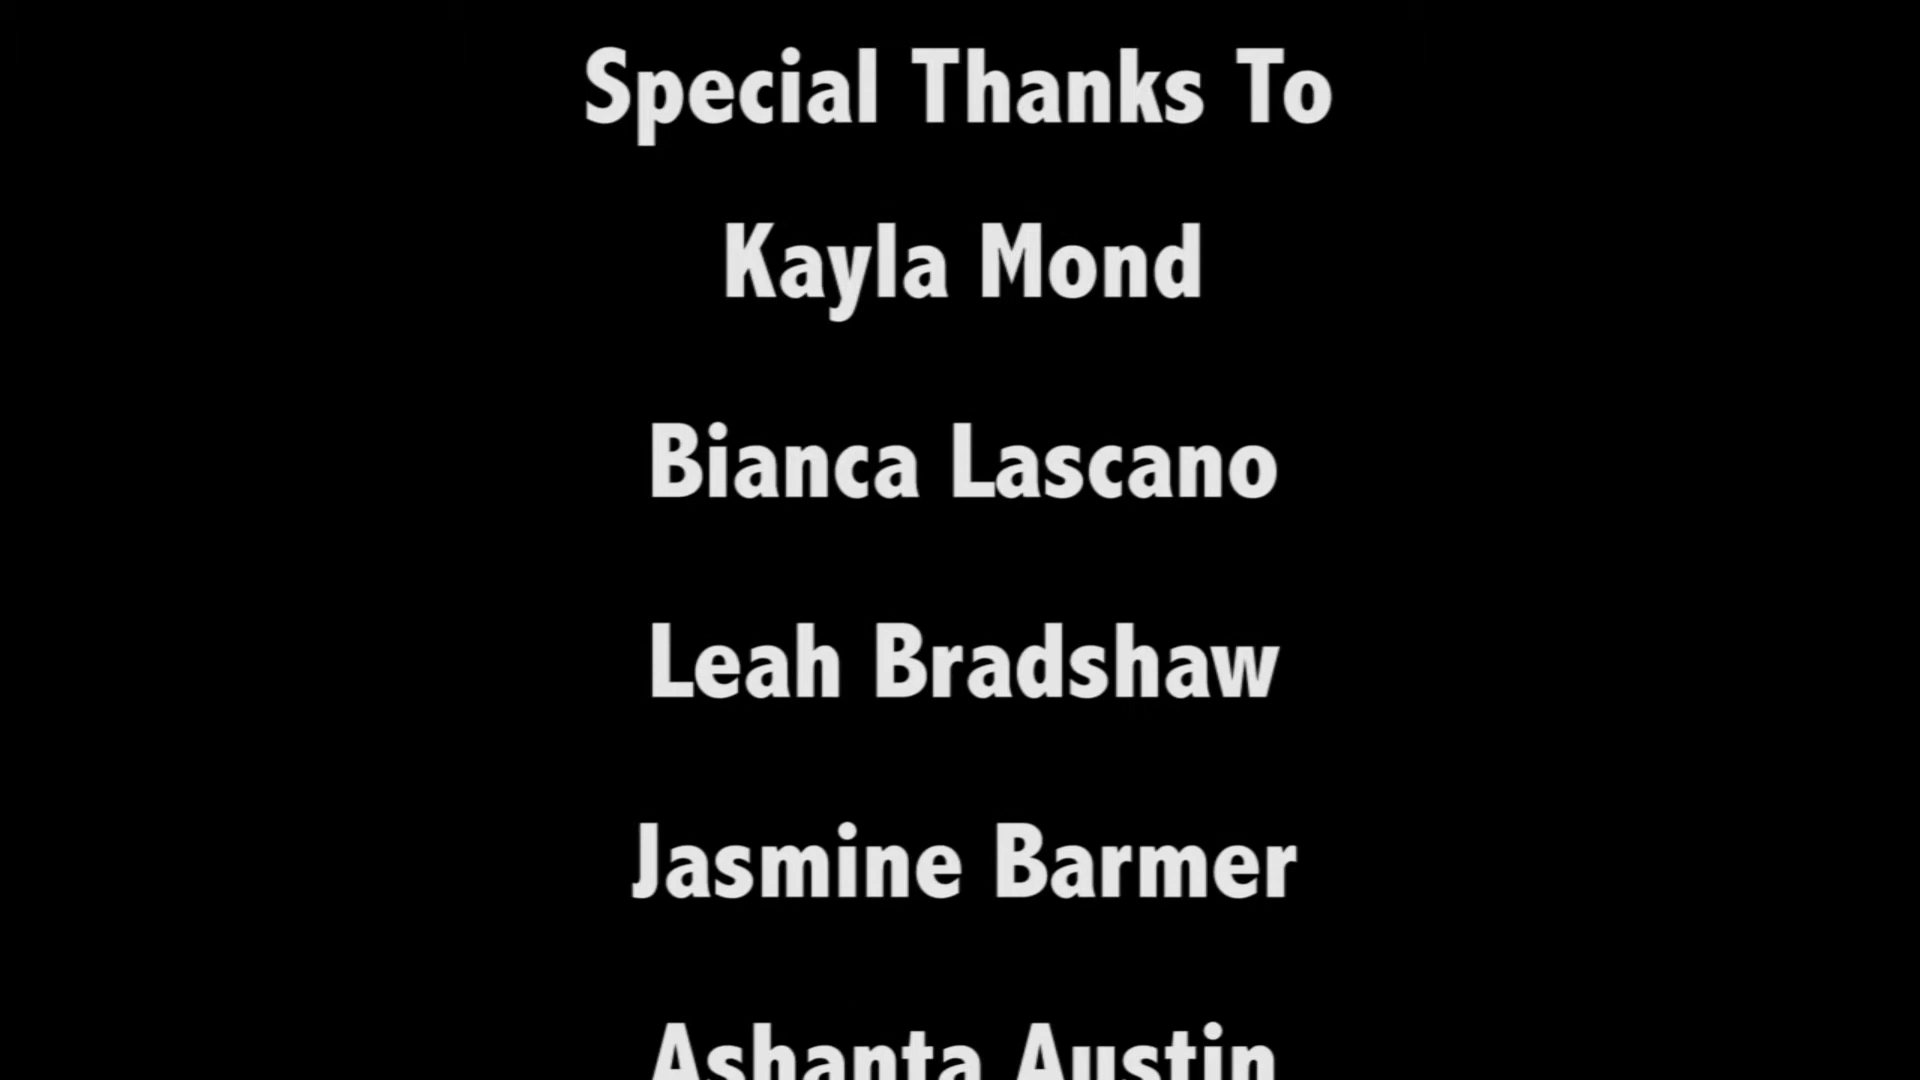 Special Thanks To
Kayla Mond
Bianca Lascano
Leah Bradshaw
Jasmine Barmer
Ashanta Austin